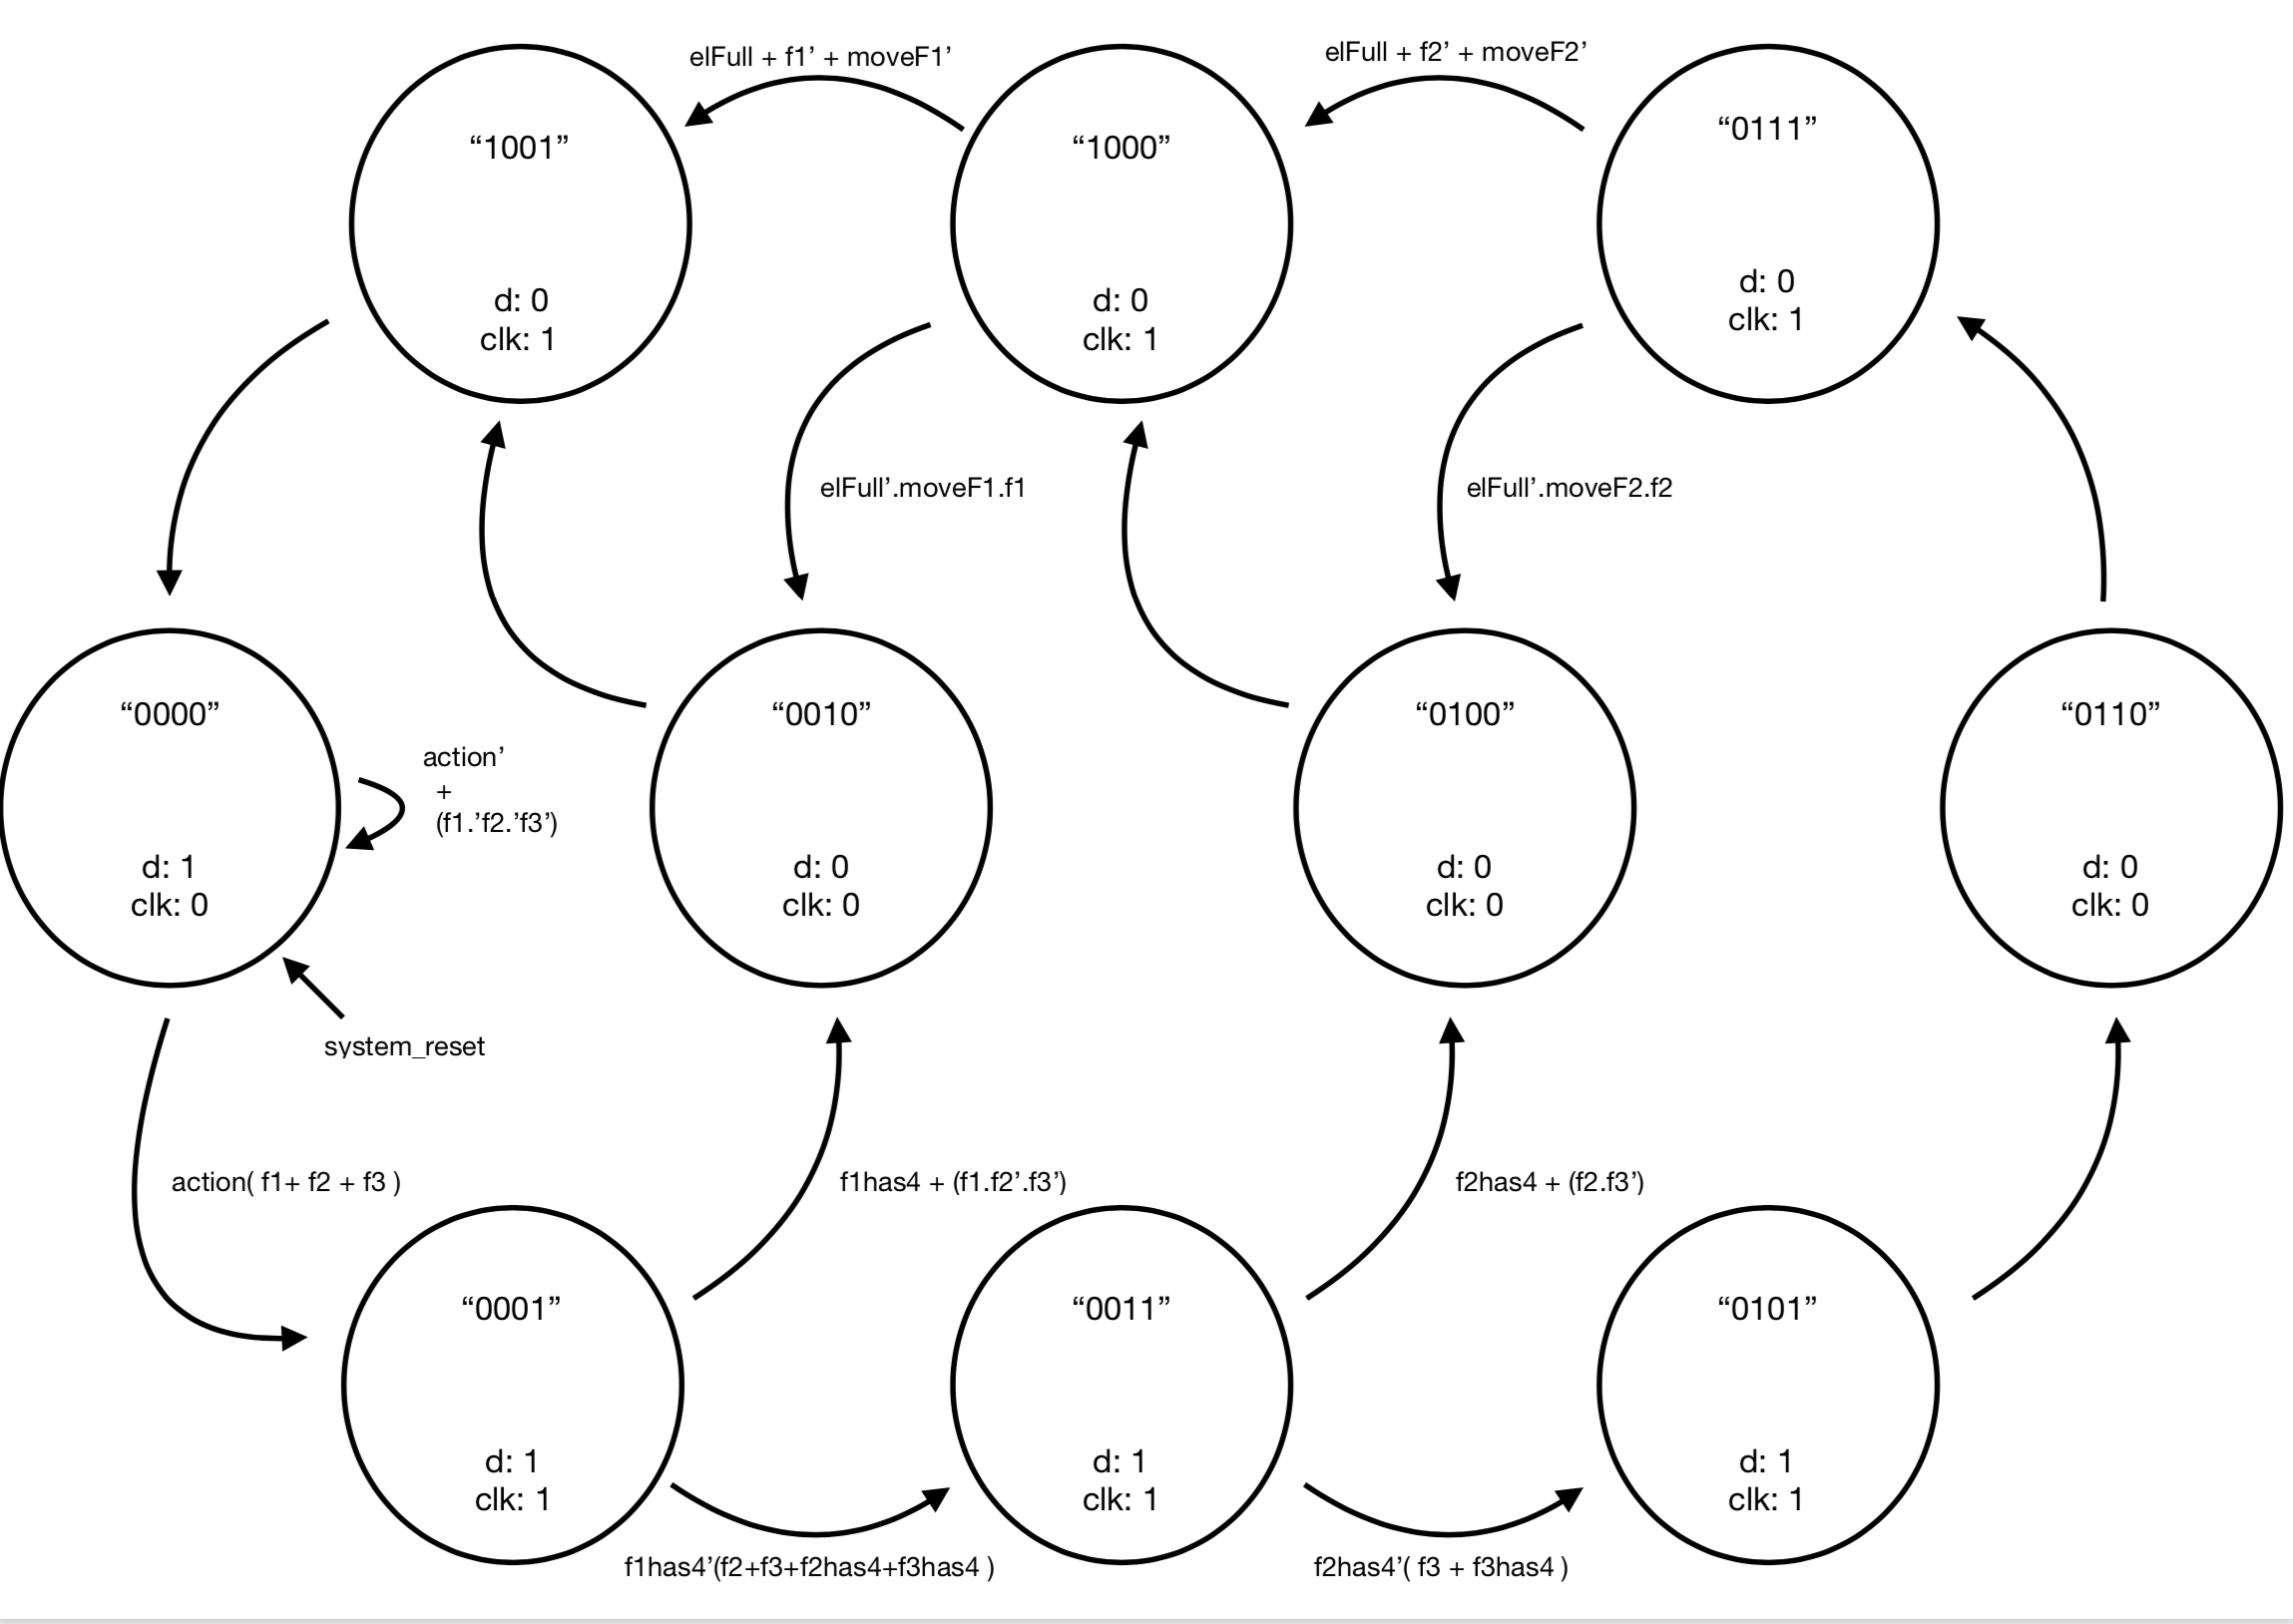 elFull + f1’ + moveF1’
elFull + f2’ + moveF2’
“1001”
d: 0
clk: 1
“1000”
d: 0
clk: 1
“0111”
d: 0
clk: 1
elFull’.moveF1.f1
elFull’.moveF2.f2
“0000”
d: 1
clk: 0
action’
+
(f1.’f2.’f3’)
“0010”
d: 0
clk: 0
“0100”
d: 0
clk: 0
“0110”
d: 0
clk: 0
system_reset
action( f1+ f2 + f3 )
f1has4 + (f1.f2’.f3’)
f2has4 + (f2.f3’)
“0001”
d: 1
clk: 1
“0011”
d: 1
clk: 1
“0101”
d: 1
clk: 1
f1has4’(f2+f3+f2has4+f3has4 )
f2has4’( f3 + f3has4 )